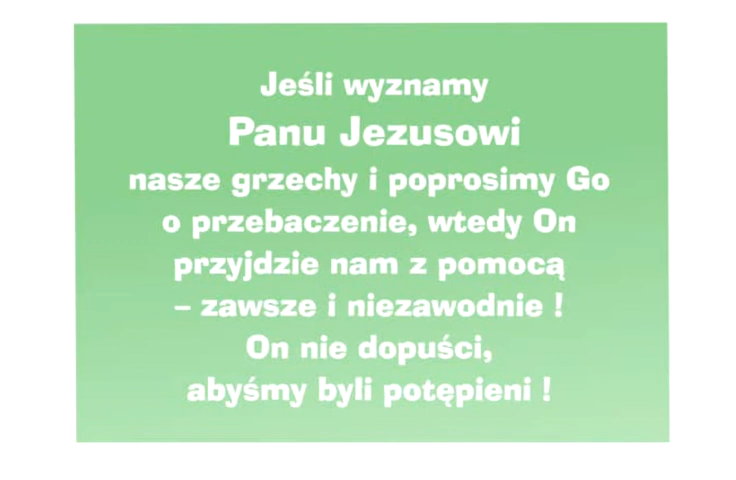 Jeśli wyznamy
Panu Jezusowi
nasze grzechy i poprosimy Go
o przebaczenie, wtedy On
przyjdzie nam z pomocą
– zawsze i niezawodnie !
On nie dopuści,
abyśmy byli potępieni !